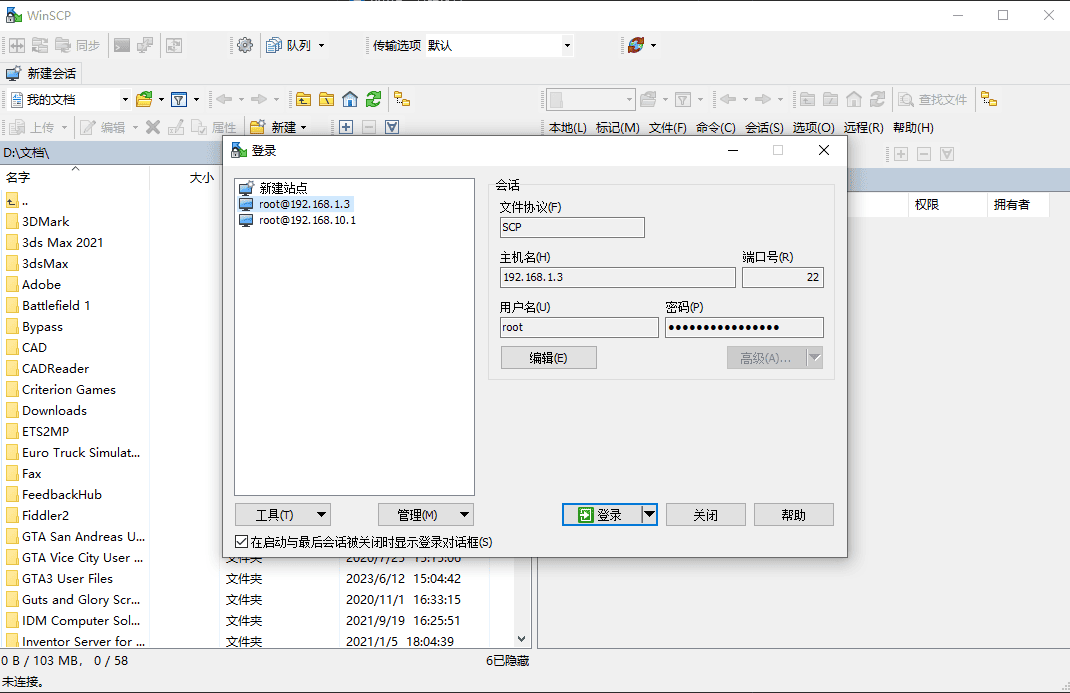 WinSCP
同步
队列
传输选项 默认
新建会话
我的文档
查找文件
上传 编辑 属性 新建
本地(L) 标记(M) 文件(F) 命令(C) 会话(S) 选项(O) 远程(R) 帮助(H)
D:\文档\
名字 大小
权限 拥有者
..
3DMark
3ds Max 2021
3dsMax
Adobe
Battlefield 1
Bypass
CAD
CADReader
Criterion Games
Downloads
ETS2MP
Euro Truck Simulat...
Fax
FeedbackHub
Fiddler2
GTA San Andreas U...
GTA Vice City User ...
GTA3 User Files
Guts and Glory Scr...
IDM Computer Sol...
Inventor Server for ...
登录
新建站点
root@192.168.1.3
root@192.168.10.1
会话
文件协议(F)
SCP
主机名(H) 端口号(R)
192.168.1.3 22
用户名(U) 密码(P)
root ●●●●●●●●●●●●●●●●
编辑(E) 高级(A)...
工具(T) 管理(M) 登录 关闭 帮助
在启动与最后会话被关闭时显示登录对话框(S)
文件夹 2023/6/12 15:04:42
文件夹 2020/11/1 16:33:15
文件夹 2021/9/19 16:25:51
文件夹 2021/1/5 18:04:39
0 B / 103 MB, 0 / 58 6已隐藏
未连接。